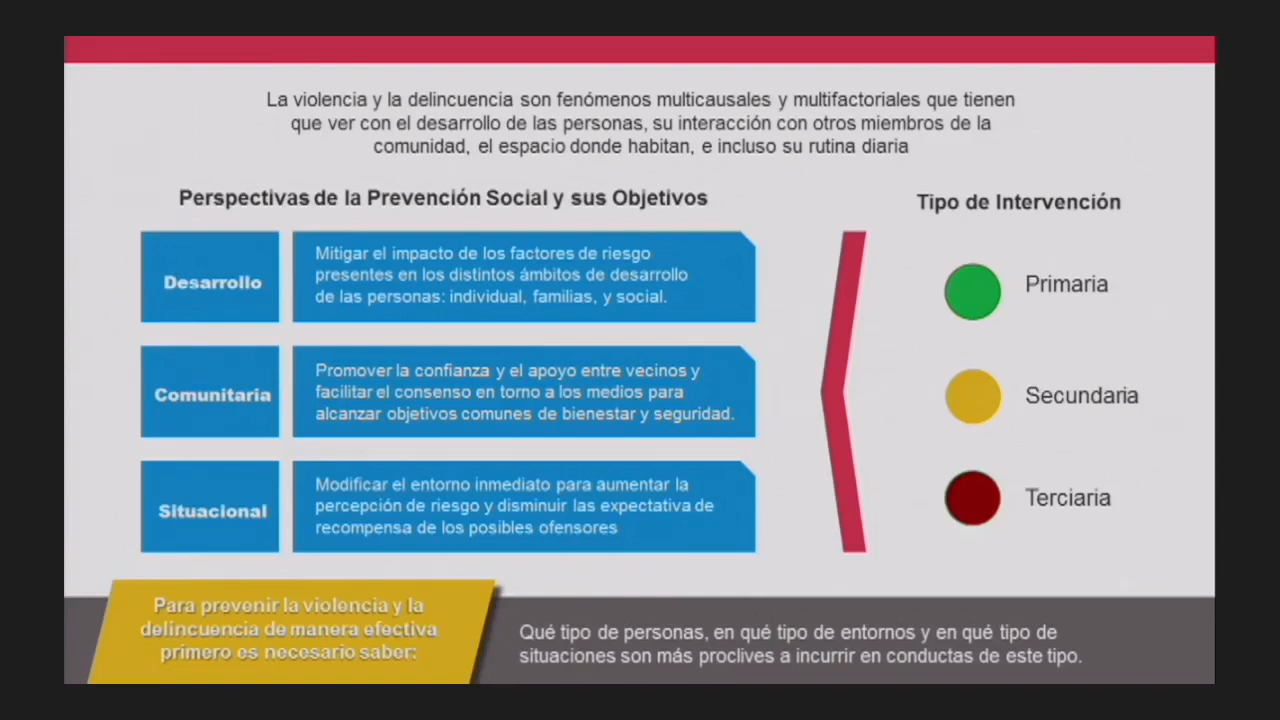 La violencia y la delincuencia son fenómenos multicausales y multifactoriales que tienen
que ver con el desarrollo de las personas, su interacción con otros miembros de la
comunidad, el espacio donde habitan, e incluso su rutina diaria
Perspectivas de la Prevención Social y sus Objetivos
Desarrollo
Mitigar el impacto de los factores de riesgo
presentes en los distintos ámbitos de desarrollo
de las personas: individual, familias, y social.
Comunitaria
Promover la confianza y el apoyo entre vecinos y
facilitar el consenso en torno a los medios para
alcanzar objetivos comunes de bienestar y seguridad.
Situacional
Modificar el entorno inmediato para aumentar la
percepción de riesgo y disminuir las expectativa de
recompensa de los posibles ofensores
Tipo de Intervención
Primaria
Secundaria
Terciaria
Para prevenir la violencia y la
delincuencia de manera efectiva
primero es necesario saber:
Qué tipo de personas, en qué tipo de entornos y en qué tipo de
situaciones son más proclives a incurrir en conductas de este tipo.